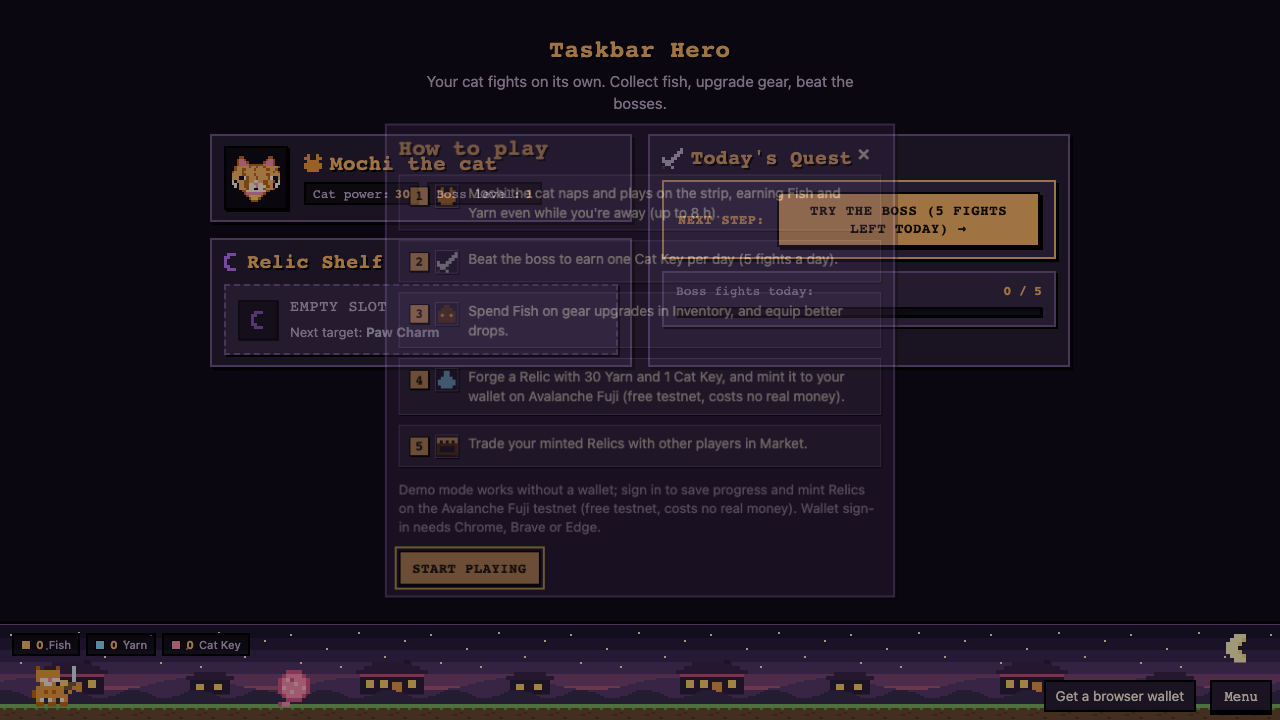 Taskbar Hero
Your cat fights on its own. Collect fish, upgrade gear, beat the
bosses.
Mochi the cat
Cat power: 30 Boss level: 1
Relic Shelf
EMPTY SLOT
Next target: Paw Charm
Today's Quest
NEXT STEP:
TRY THE BOSS (5 FIGHTS
LEFT TODAY) →
Boss fights today:
0 / 5
How to play
×
1
Mochi the cat naps and plays on the strip, earning Fish and
Yarn even while you're away (up to 8 h).
2
Beat the boss to earn one Cat Key per day (5 fights a day).
3
Spend Fish on gear upgrades in Inventory, and equip better
drops.
4
Forge a Relic with 30 Yarn and 1 Cat Key, and mint it to your
wallet on Avalanche Fuji (free testnet, costs no real money).
5
Trade your minted Relics with other players in Market.
Demo mode works without a wallet; sign in to save progress and mint Relics
on the Avalanche Fuji testnet (free testnet, costs no real money). Wallet sign-
in needs Chrome, Brave or Edge.
START PLAYING
0 Fish
0 Yarn
0 Cat Key
Get a browser wallet
Menu